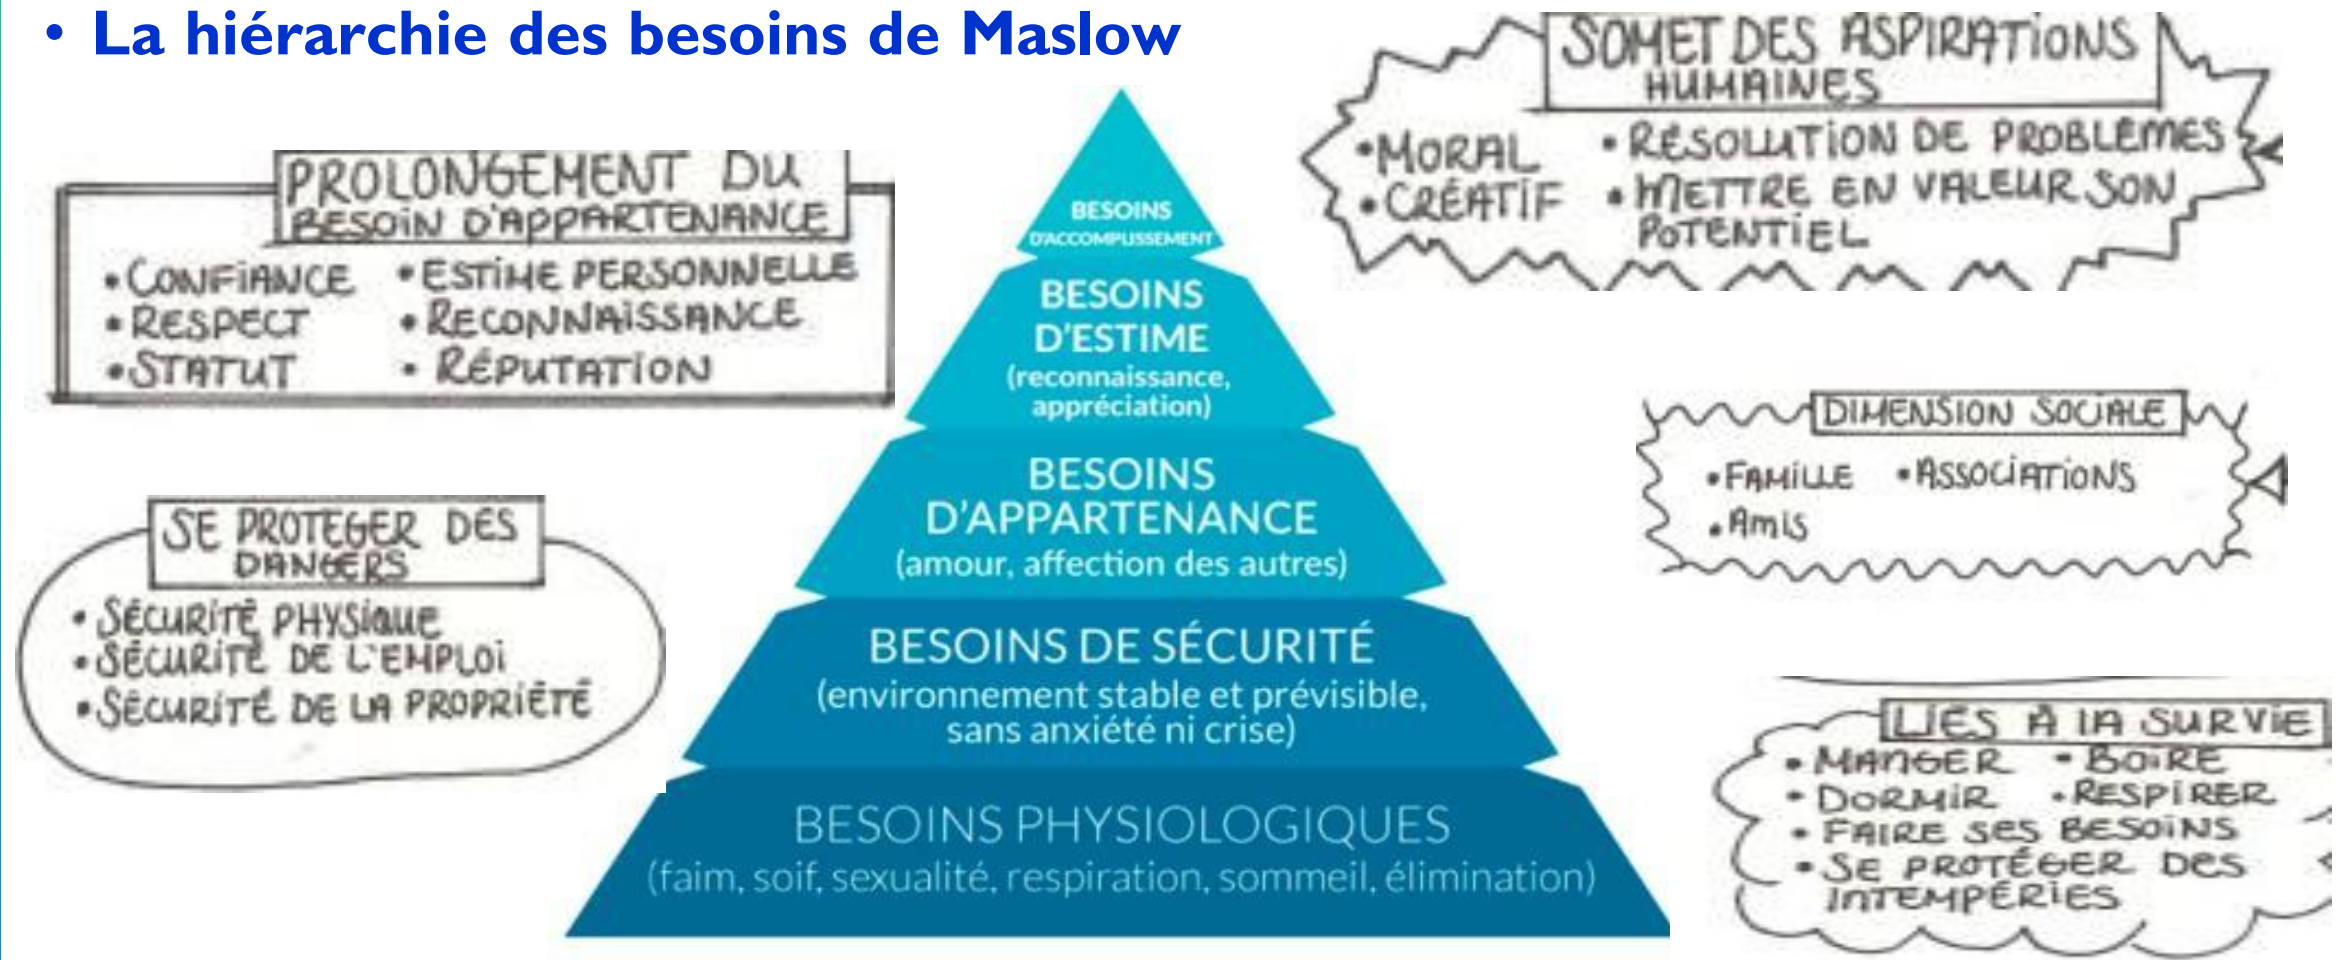 • La hiérarchie des besoins de Maslow
SOMET DES ASPIRATIONS
HUMAINES
• MORAL
• CRÉATIF
• RÉSOLUTION DE PROBLÈMES
• METTRE EN VALEUR SON
POTENTIEL
PROLONGEMENT DU
BESOIN D'APPARTENANCE
• CONFIANCE
• RESPECT
• STATUT
• ESTIME PERSONNELLE
• RECONNAISSANCE
• RÉPUTATION
BESOINS
D'ACCOMPLISSEMENT
BESOINS
D'ESTIME
(reconnaissance,
appréciation)
BESOINS
D'APPARTENANCE
(amour, affection des autres)
DIMENSION SOCIALE
• FAMILLE
• AMIS
• ASSOCIATIONS
SE PROTEGER DES
DANGERS
• SÉCURITÉ PHYSIQUE
• SÉCURITÉ DE L'EMPLOI
• SÉCURITÉ DE LA PROPRIÉTÉ
BESOINS DE SÉCURITÉ
(environnement stable et prévisible,
sans anxiété ni crise)
BESOINS PHYSIOLOGIQUES
(faim, soif, sexualité, respiration, sommeil, élimination)
LIÉS À LA SURVIE
• MANGER • BOIRE
• DORMIR • RESPIRER
• FAIRE SES BESOINS
• SE PROTÉGER DES
INTEMPÉRIES